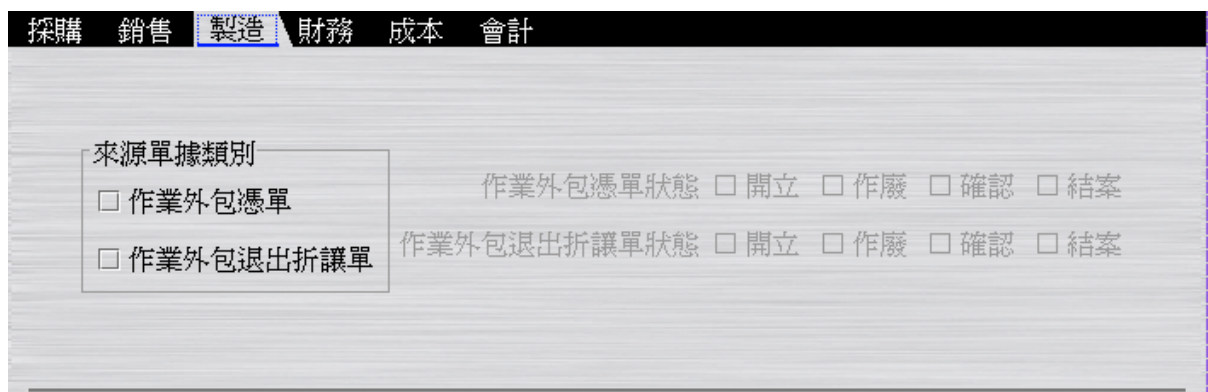 採購 銷售 製造 財務 成本 會計
來源單據類別
作業外包憑單
作業外包憑單狀態 開立 作廢 確認 結案
作業外包退出折讓單
作業外包退出折讓單狀態 開立 作廢 確認 結案